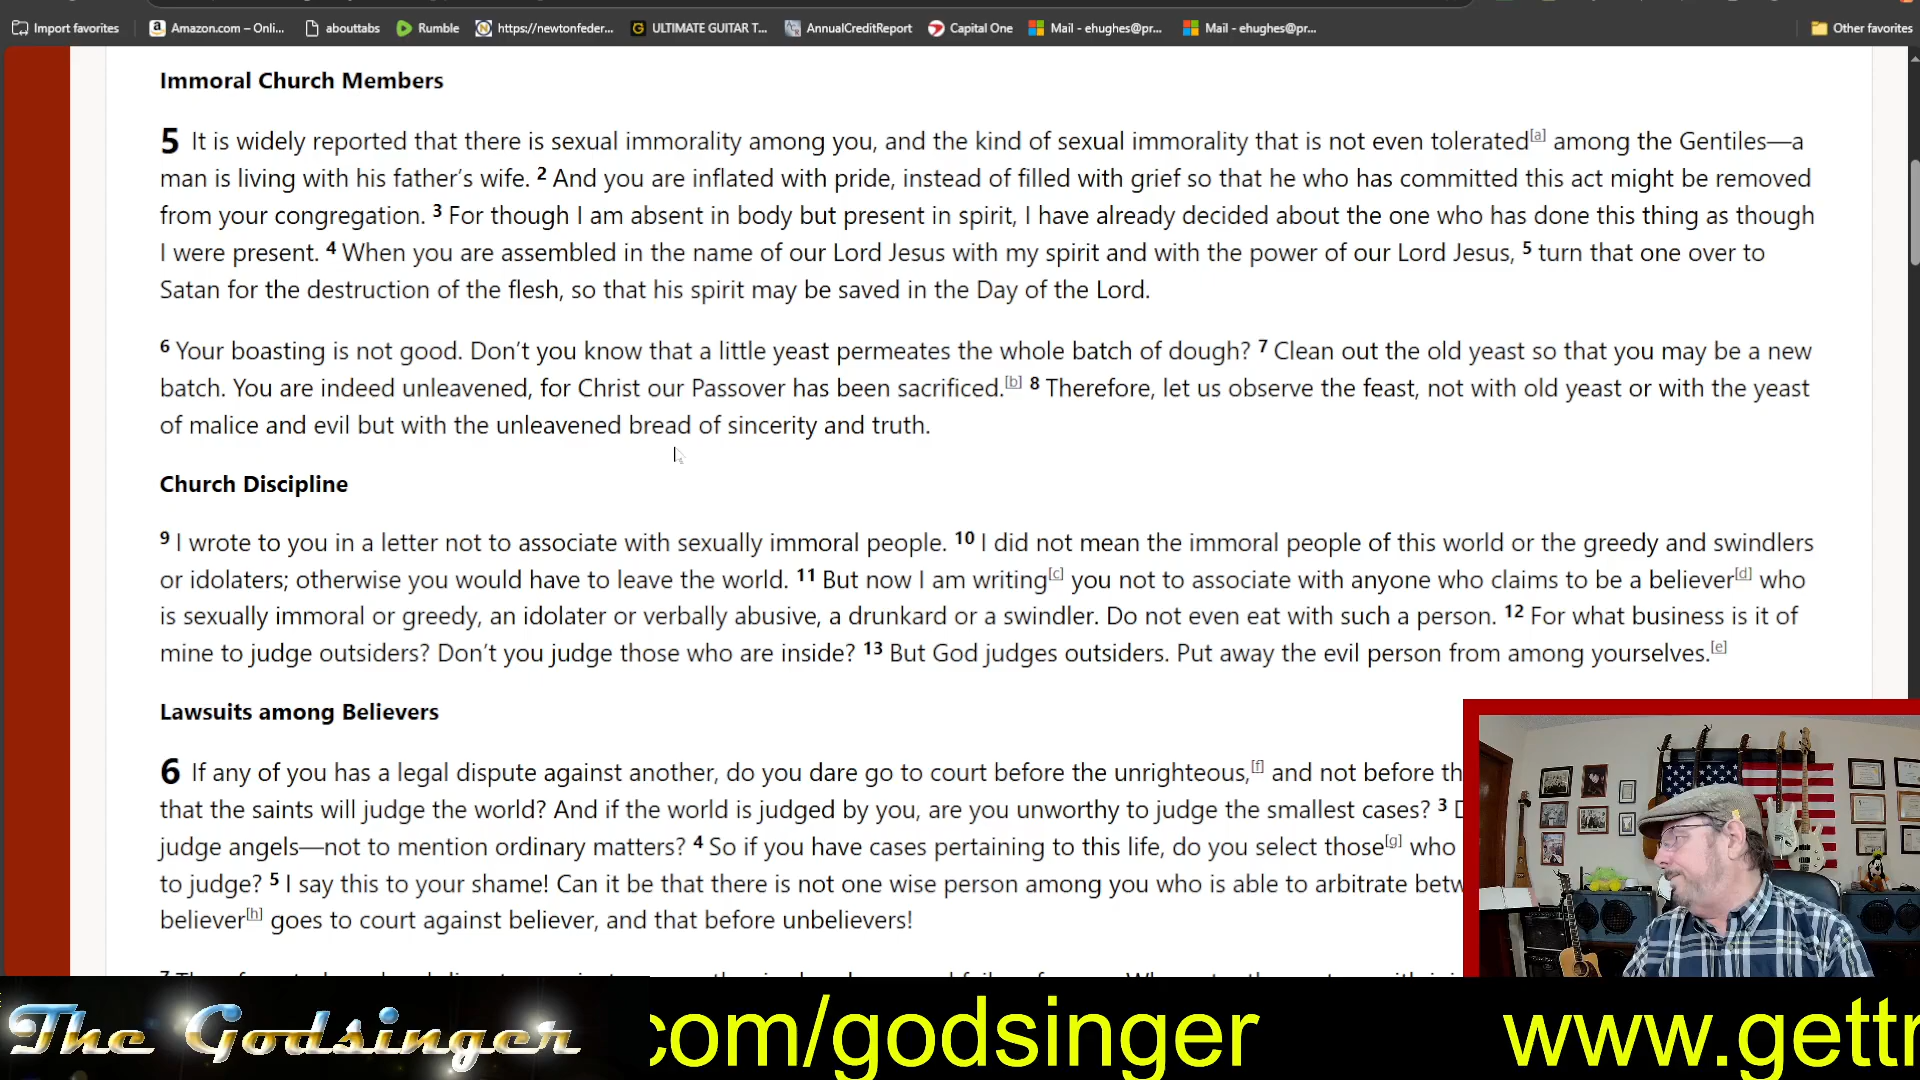 Import favorites Amazon.com – Onli... abouttabs Rumble https://newtonfeder... ULTIMATE GUITAR T... AnnualCreditReport Capital One Mail - ehughes@pr... Mail - ehughes@pr... Other favorites
Immoral Church Members
5 It is widely reported that there is sexual immorality among you, and the kind of sexual immorality that is not even tolerated[a] among the Gentiles—a
man is living with his father’s wife. 2 And you are inflated with pride, instead of filled with grief so that he who has committed this act might be removed
from your congregation. 3 For though I am absent in body but present in spirit, I have already decided about the one who has done this thing as though
I were present. 4 When you are assembled in the name of our Lord Jesus with my spirit and with the power of our Lord Jesus, 5 turn that one over to
Satan for the destruction of the flesh, so that his spirit may be saved in the Day of the Lord.
6 Your boasting is not good. Don’t you know that a little yeast permeates the whole batch of dough? 7 Clean out the old yeast so that you may be a new
batch. You are indeed unleavened, for Christ our Passover has been sacrificed.[b] 8 Therefore, let us observe the feast, not with old yeast or with the yeast
of malice and evil but with the unleavened bread of sincerity and truth.
Church Discipline
9 I wrote to you in a letter not to associate with sexually immoral people. 10 I did not mean the immoral people of this world or the greedy and swindlers
or idolaters; otherwise you would have to leave the world. 11 But now I am writing[c] you not to associate with anyone who claims to be a believer[d] who
is sexually immoral or greedy, an idolater or verbally abusive, a drunkard or a swindler. Do not even eat with such a person. 12 For what business is it of
mine to judge outsiders? Don’t you judge those who are inside? 13 But God judges outsiders. Put away the evil person from among yourselves.[e]
Lawsuits among Believers
6 If any of you has a legal dispute against another, do you dare go to court before the unrighteous,[f] and not before th
that the saints will judge the world? And if the world is judged by you, are you unworthy to judge the smallest cases? 3
judge angels—not to mention ordinary matters? 4 So if you have cases pertaining to this life, do you select those[g] who
to judge? 5 I say this to your shame! Can it be that there is not one wise person among you who is able to arbitrate betw
believer[h] goes to court against believer, and that before unbelievers!
The Godsinger com/godsinger www.gettr